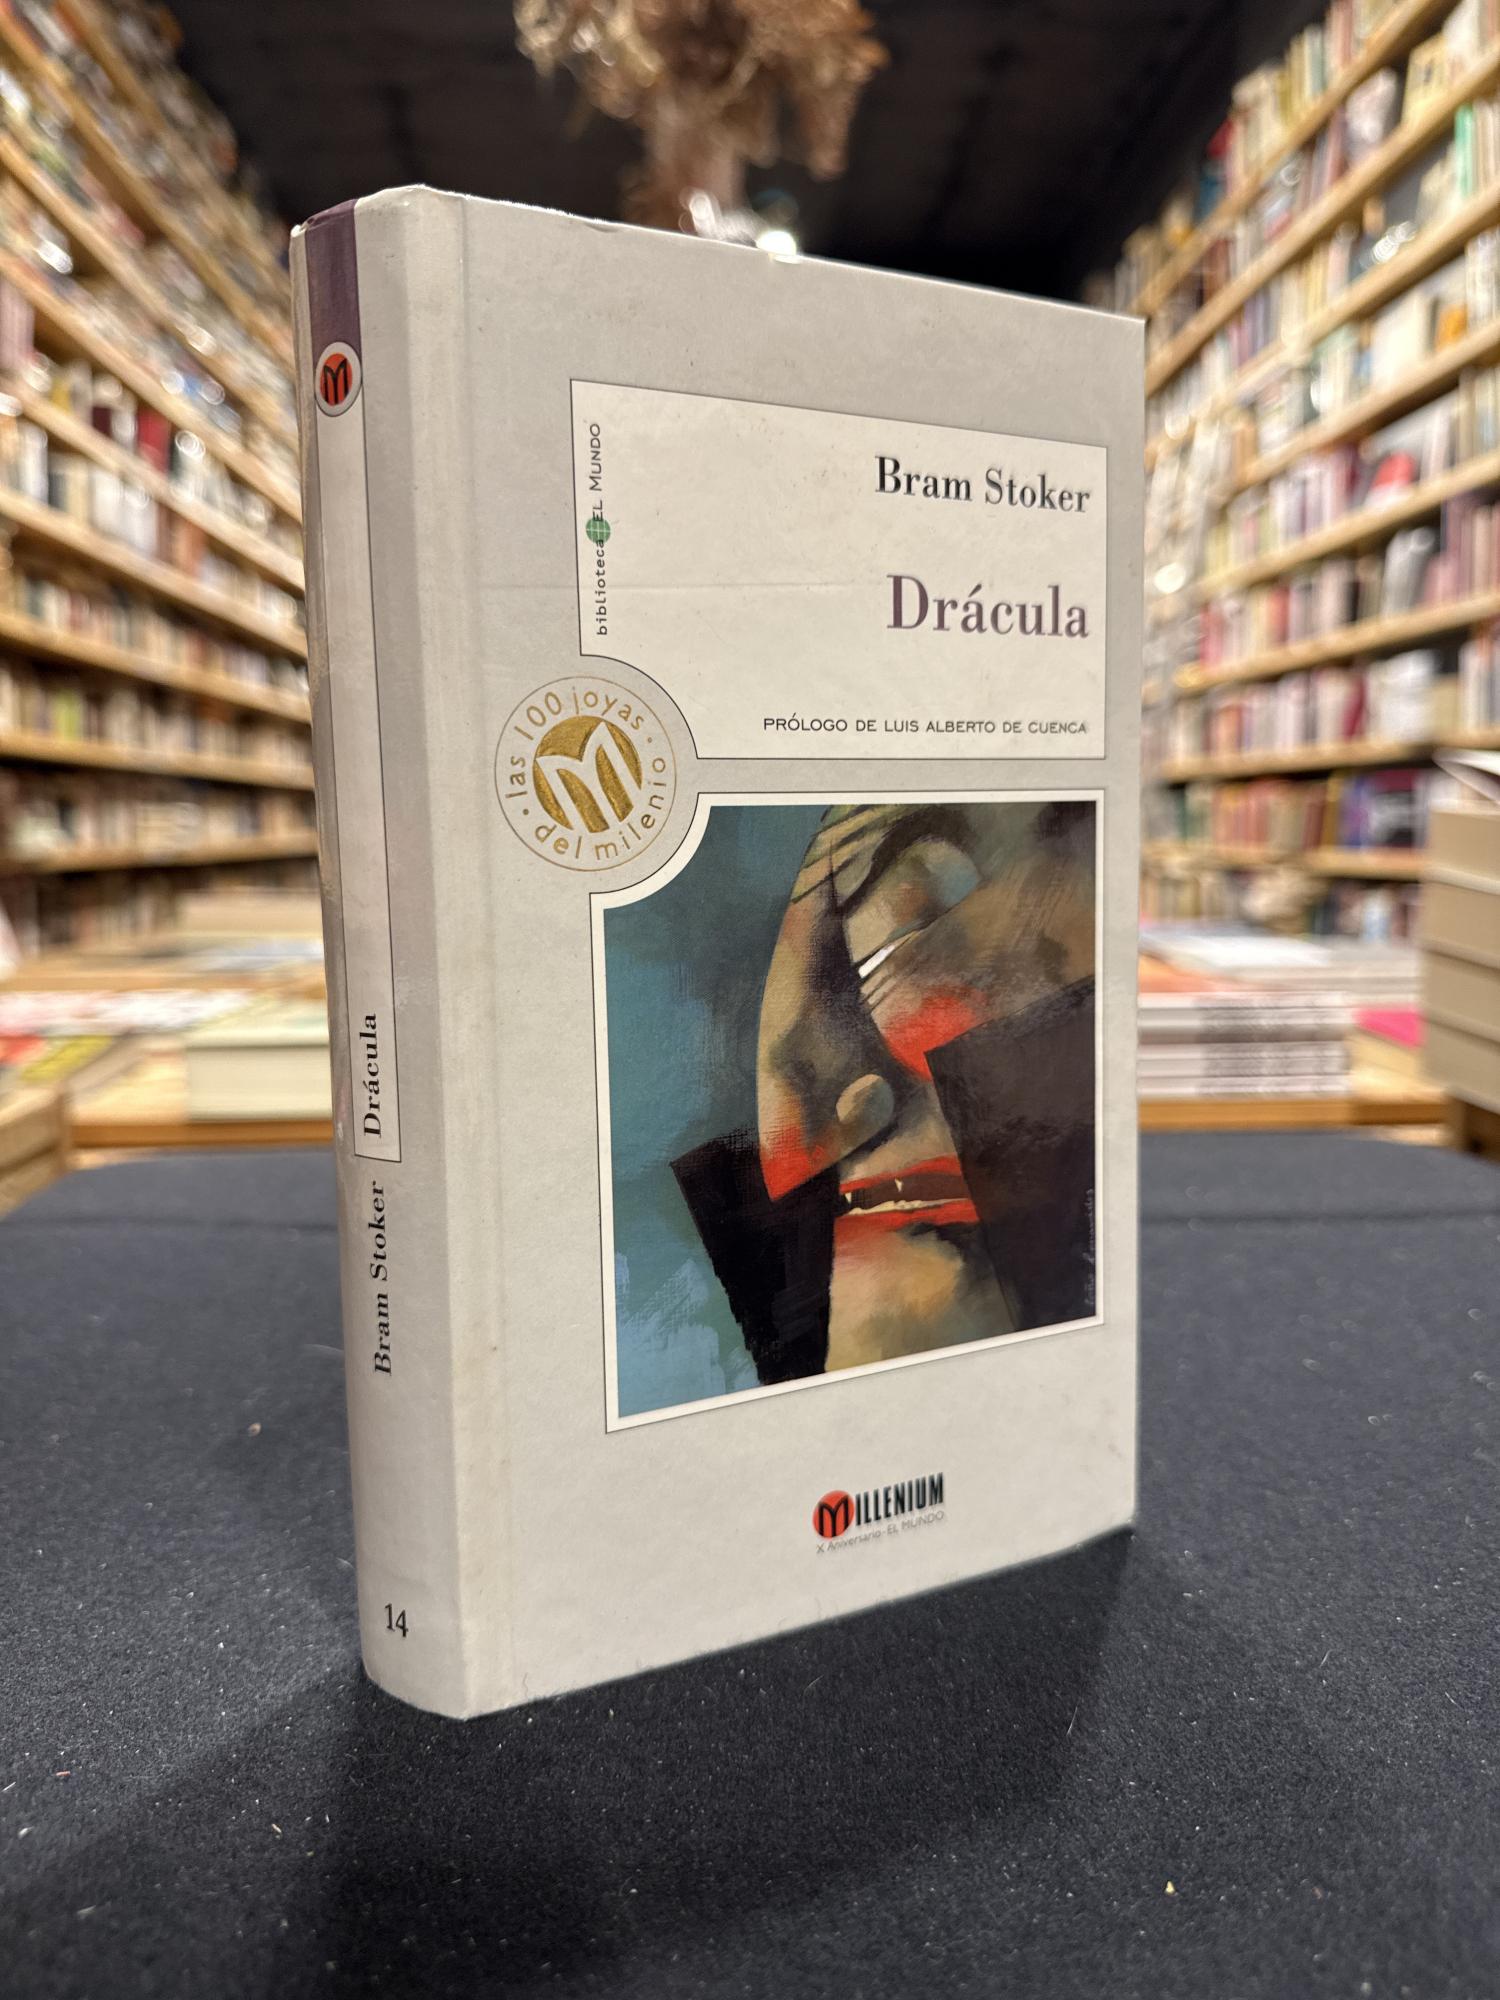 biblioteca EL MUNDO
Bram Stoker
Drácula
PRÓLOGO DE LUIS ALBERTO DE CUENCA
· las 100 joyas ·
del milenio
M
MILLENIUM
X Aniversario-EL MUNDO
M
Bram Stoker Drácula
14